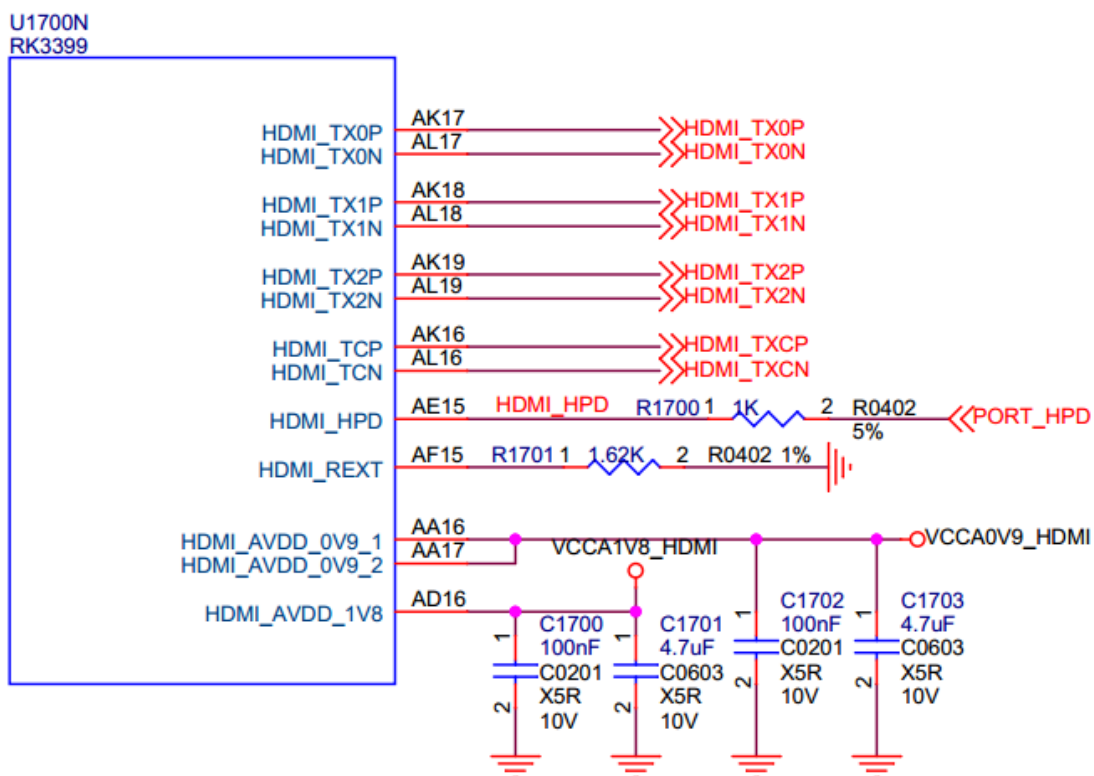 U1700N
RK3399
HDMI_TX0P AK17 HDMI_TX0P
HDMI_TX0N AL17 HDMI_TX0N
HDMI_TX1P AK18 HDMI_TX1P
HDMI_TX1N AL18 HDMI_TX1N
HDMI_TX2P AK19 HDMI_TX2P
HDMI_TX2N AL19 HDMI_TX2N
HDMI_TCP AK16 HDMI_TXCP
HDMI_TCN AL16 HDMI_TXCN
HDMI_HPD AE15 HDMI_HPD R1700 1 1K 2 R0402 PORT_HPD
5%
HDMI_REXT AF15 R1701 1 1.62K 2 R0402 1%
HDMI_AVDD_0V9_1 AA16 VCCA0V9_HDMI
HDMI_AVDD_0V9_2 AA17 VCCA1V8_HDMI
HDMI_AVDD_1V8 AD16
1 C1700
100nF
C0201
X5R
2 10V
1 C1701
4.7uF
C0603
X5R
2 10V
1 C1702
100nF
C0201
X5R
2 10V
1 C1703
4.7uF
C0603
X5R
2 10V